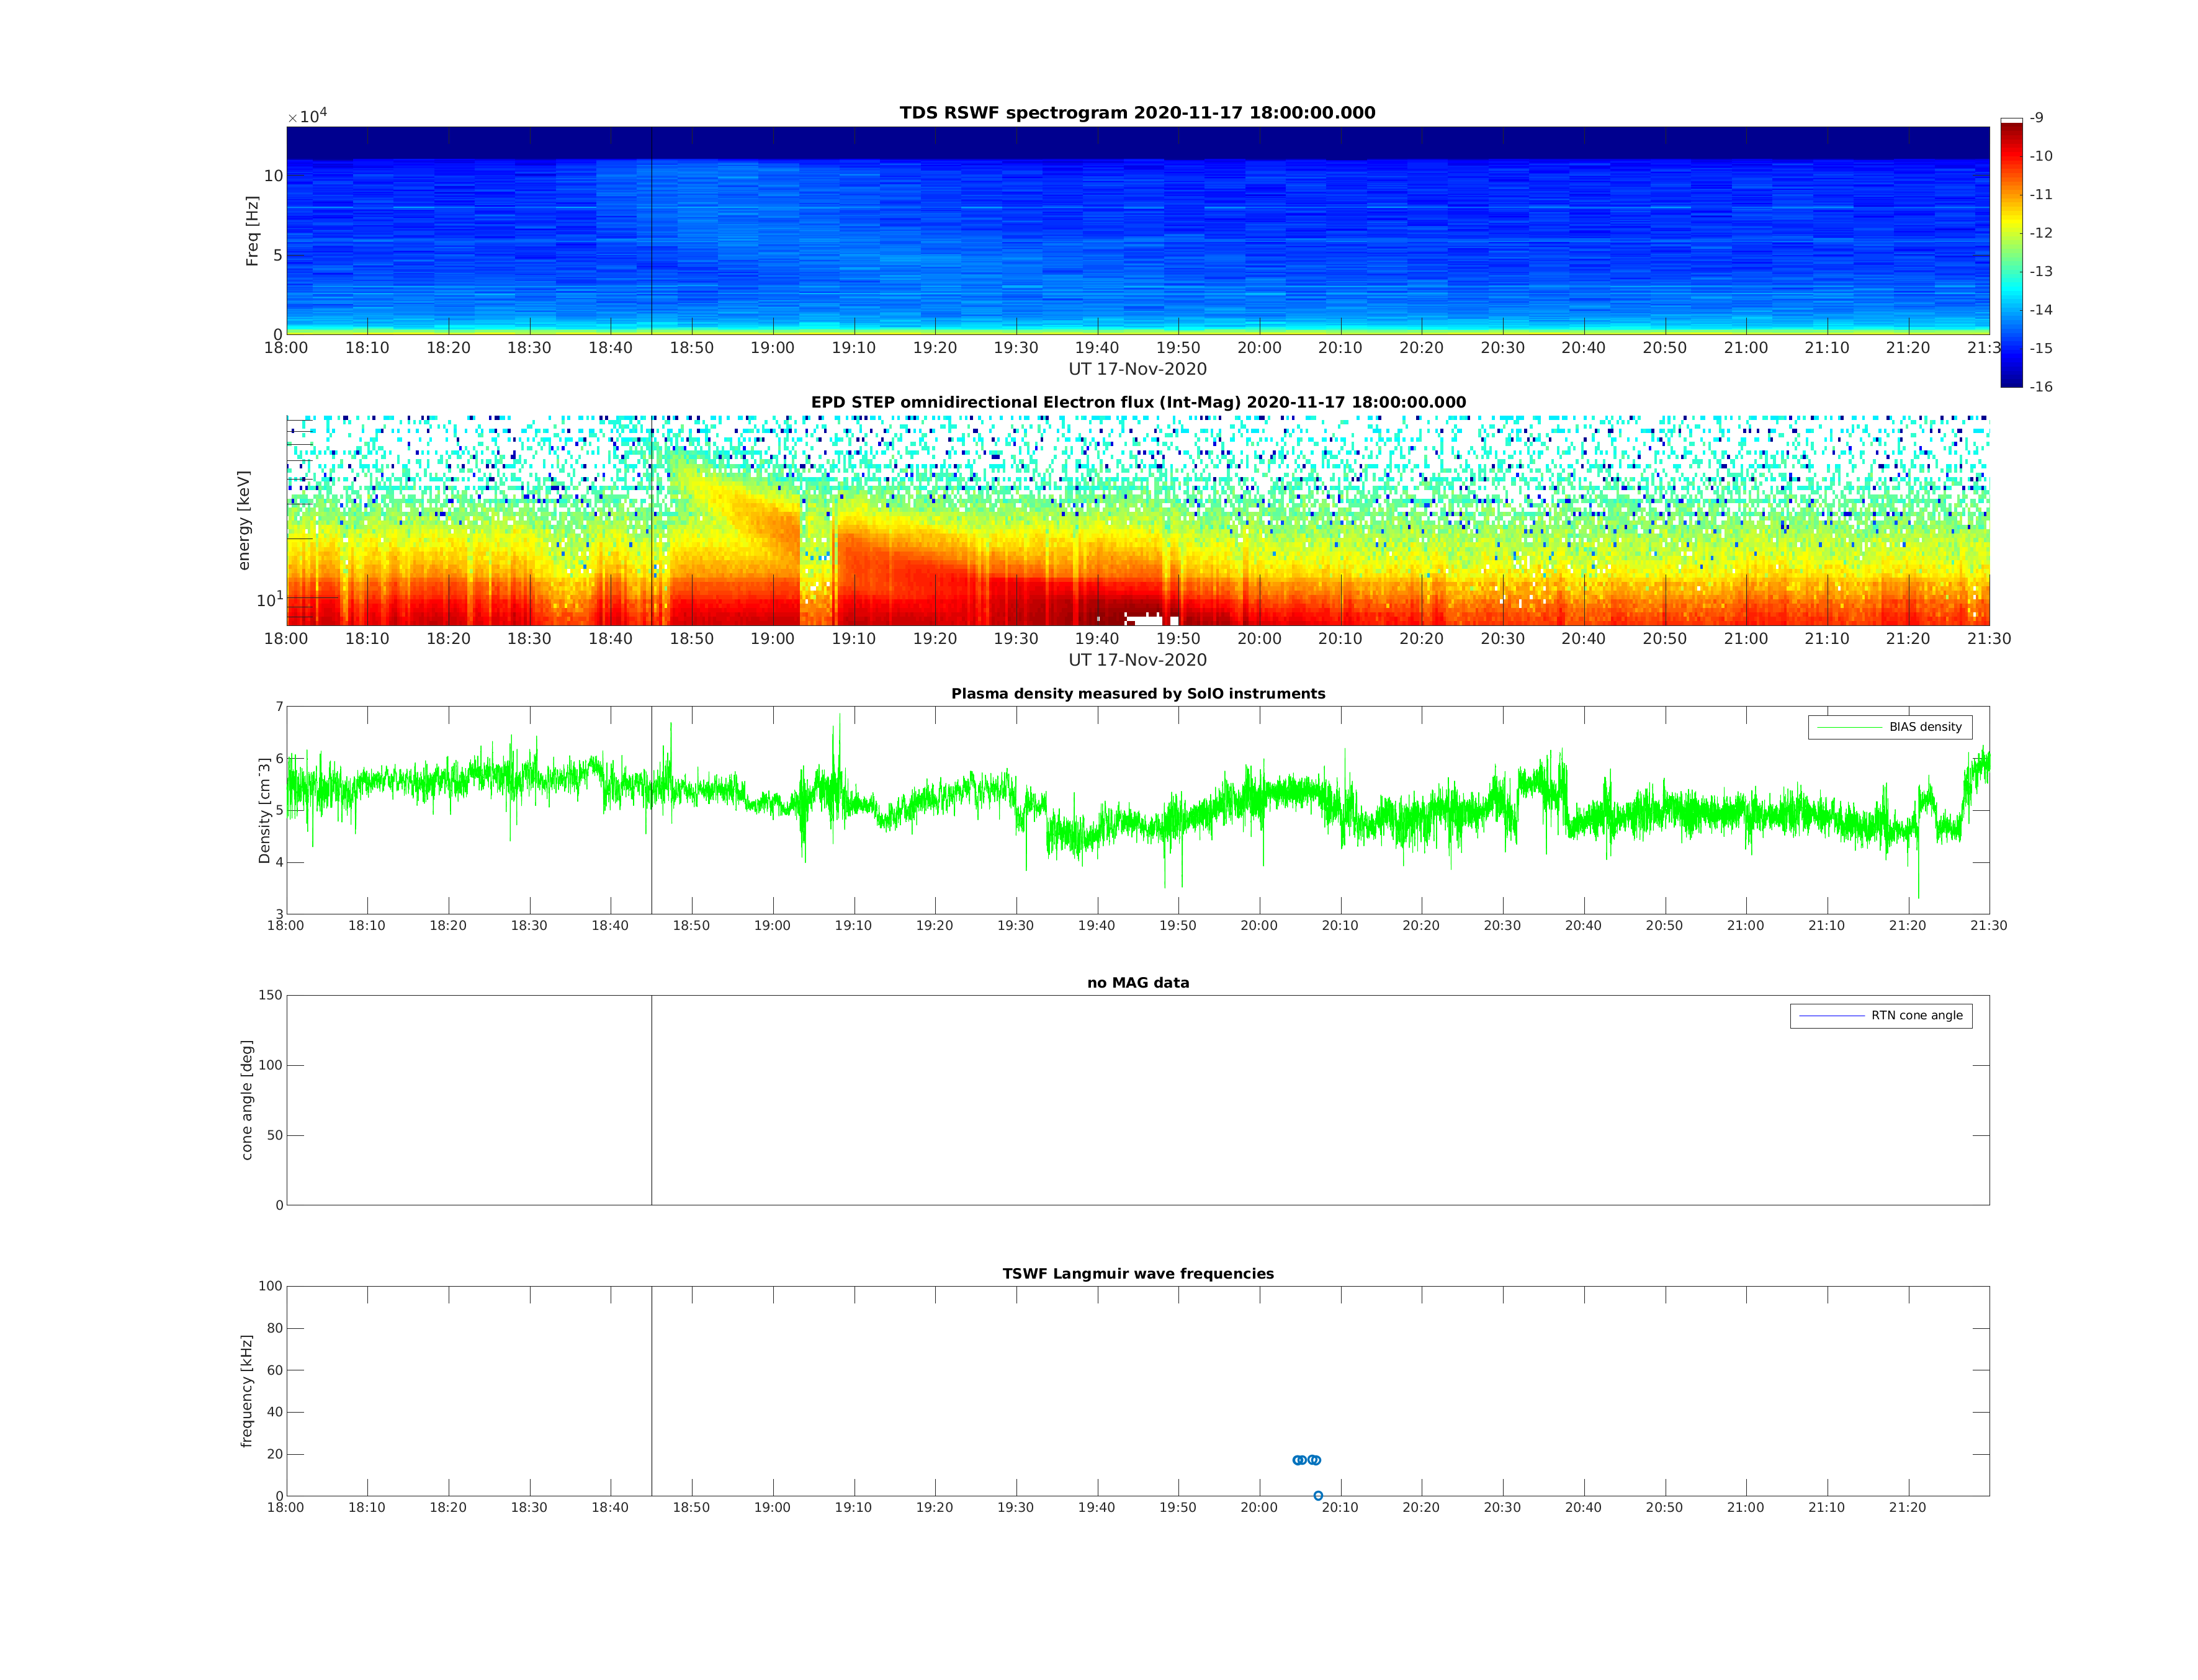 TDS RSWF spectrogram 2020-11-17 18:00:00.000
×10^4
10
5
0
Freq [Hz]
18:00 18:10 18:20 18:30 18:40 18:50 19:00 19:10 19:20 19:30 19:40 19:50 20:00 20:10 20:20 20:30 20:40 20:50 21:00 21:10 21:20 21:3
UT 17-Nov-2020
-9
-10
-11
-12
-13
-14
-15
-16
EPD STEP omnidirectional Electron flux (Int-Mag) 2020-11-17 18:00:00.000
energy [keV]
10^1
18:00 18:10 18:20 18:30 18:40 18:50 19:00 19:10 19:20 19:30 19:40 19:50 20:00 20:10 20:20 20:30 20:40 20:50 21:00 21:10 21:20 21:30
UT 17-Nov-2020
Plasma density measured by SolO instruments
7
6
5
4
3
Density [cm^-3]
BIAS density
18:00 18:10 18:20 18:30 18:40 18:50 19:00 19:10 19:20 19:30 19:40 19:50 20:00 20:10 20:20 20:30 20:40 20:50 21:00 21:10 21:20 21:30
no MAG data
150
100
50
0
cone angle [deg]
RTN cone angle
TSWF Langmuir wave frequencies
100
80
60
40
20
0
frequency [kHz]
18:00 18:10 18:20 18:30 18:40 18:50 19:00 19:10 19:20 19:30 19:40 19:50 20:00 20:10 20:20 20:30 20:40 20:50 21:00 21:10 21:20